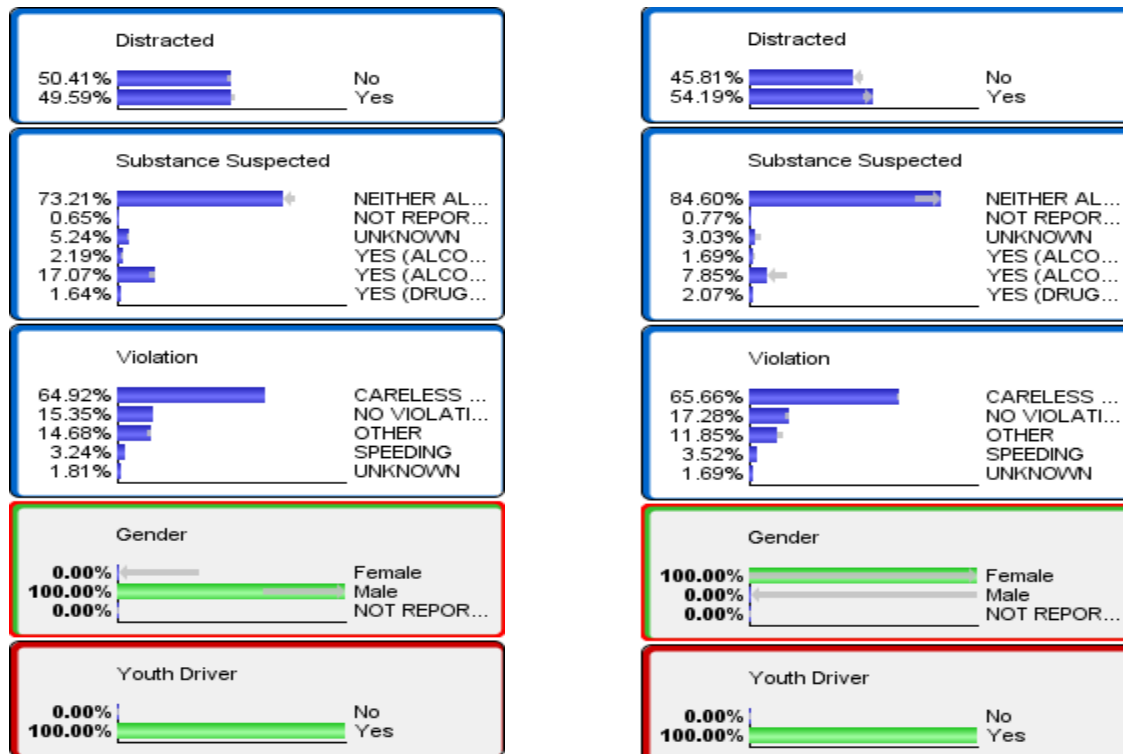 Distracted
50.41% No
49.59% Yes
Substance Suspected
73.21% NEITHER AL...
0.65% NOT REPOR...
5.24% UNKNOWN
2.19% YES (ALCO...
17.07% YES (ALCO...
1.64% YES (DRUG...
Violation
64.92% CARELESS ...
15.35% NO VIOLATI...
14.68% OTHER
3.24% SPEEDING
1.81% UNKNOWN
Gender
0.00% Female
100.00% Male
0.00% NOT REPOR...
Youth Driver
0.00% No
100.00% Yes
Distracted
45.81% No
54.19% Yes
Substance Suspected
84.60% NEITHER AL...
0.77% NOT REPOR...
3.03% UNKNOWN
1.69% YES (ALCO...
7.85% YES (ALCO...
2.07% YES (DRUG...
Violation
65.66% CARELESS ...
17.28% NO VIOLATI...
11.85% OTHER
3.52% SPEEDING
1.69% UNKNOWN
Gender
100.00% Female
0.00% Male
0.00% NOT REPOR...
Youth Driver
0.00% No
100.00% Yes